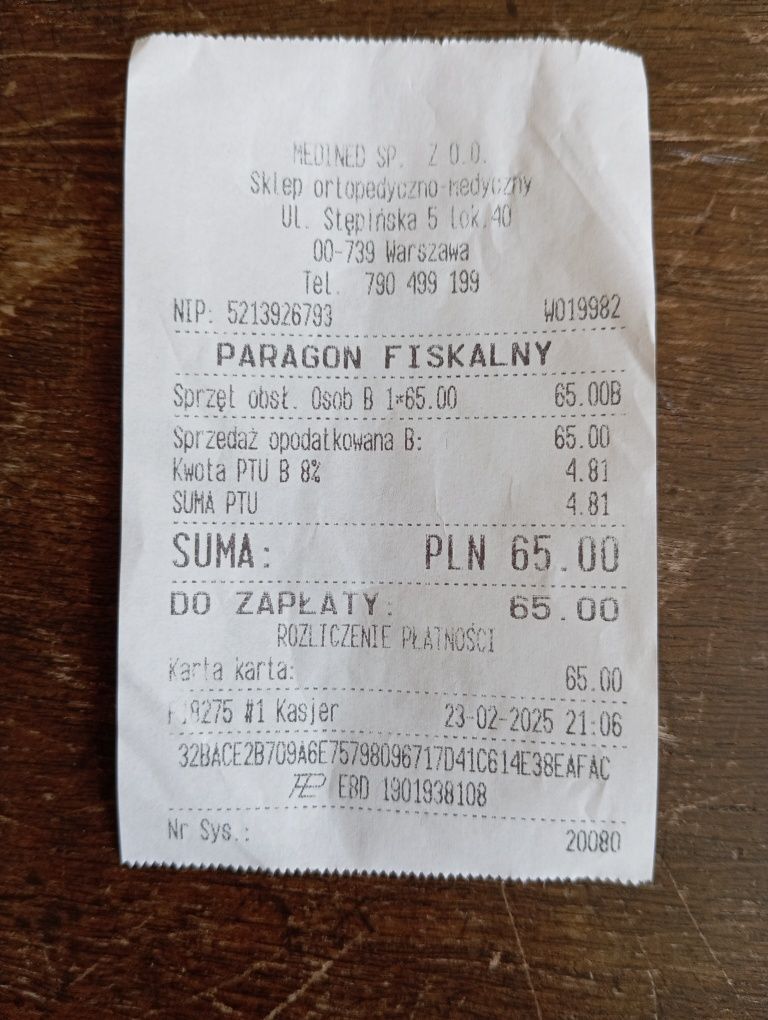 MEDINED SP. Z O.O.
Sklep ortopedyczno-medyczny
UL. Stępińska 5 lok.40
00-739 Warszawa
Tel. 790 499 199
NIP: 5213926793 W019982
PARAGON FISKALNY
Sprzęt obsł. Osob B 1*65.00 65.00B
Sprzedaż opodatkowana B: 65.00
Kwota PTU B 8% 4.81
SUMA PTU 4.81
SUMA: PLN 65.00
DO ZAPŁATY: 65.00
ROZLICZENIE PŁATNOŚCI
Karta karta: 65.00
#1 Kasjer 23-02-2025 21:06
32BACE2B709A6E75798096717D41C614E38EAFAC
EBD 1901938108
Nr Sys.: 20080